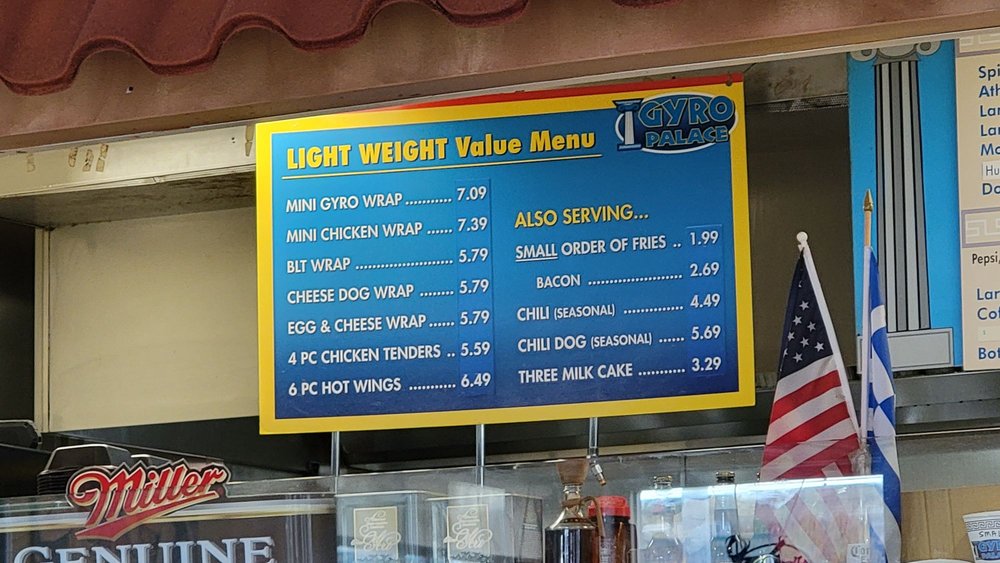 GYRO
PALACE
LIGHT WEIGHT Value Menu
MINI GYRO WRAP ........... 7.09
MINI CHICKEN WRAP ...... 7.39
BLT WRAP ...................... 5.79
CHEESE DOG WRAP ........ 5.79
EGG & CHEESE WRAP...... 5.79
4 PC CHICKEN TENDERS .. 5.59
6 PC HOT WINGS ........... 6.49
ALSO SERVING...
SMALL ORDER OF FRIES .. 1.99
BACON ...................... 2.69
CHILI (SEASONAL) ............... 4.49
CHILI DOG (SEASONAL) ...... 5.69
THREE MILK CAKE ........... 3.29
Pepsi,
Miller
GENUINE